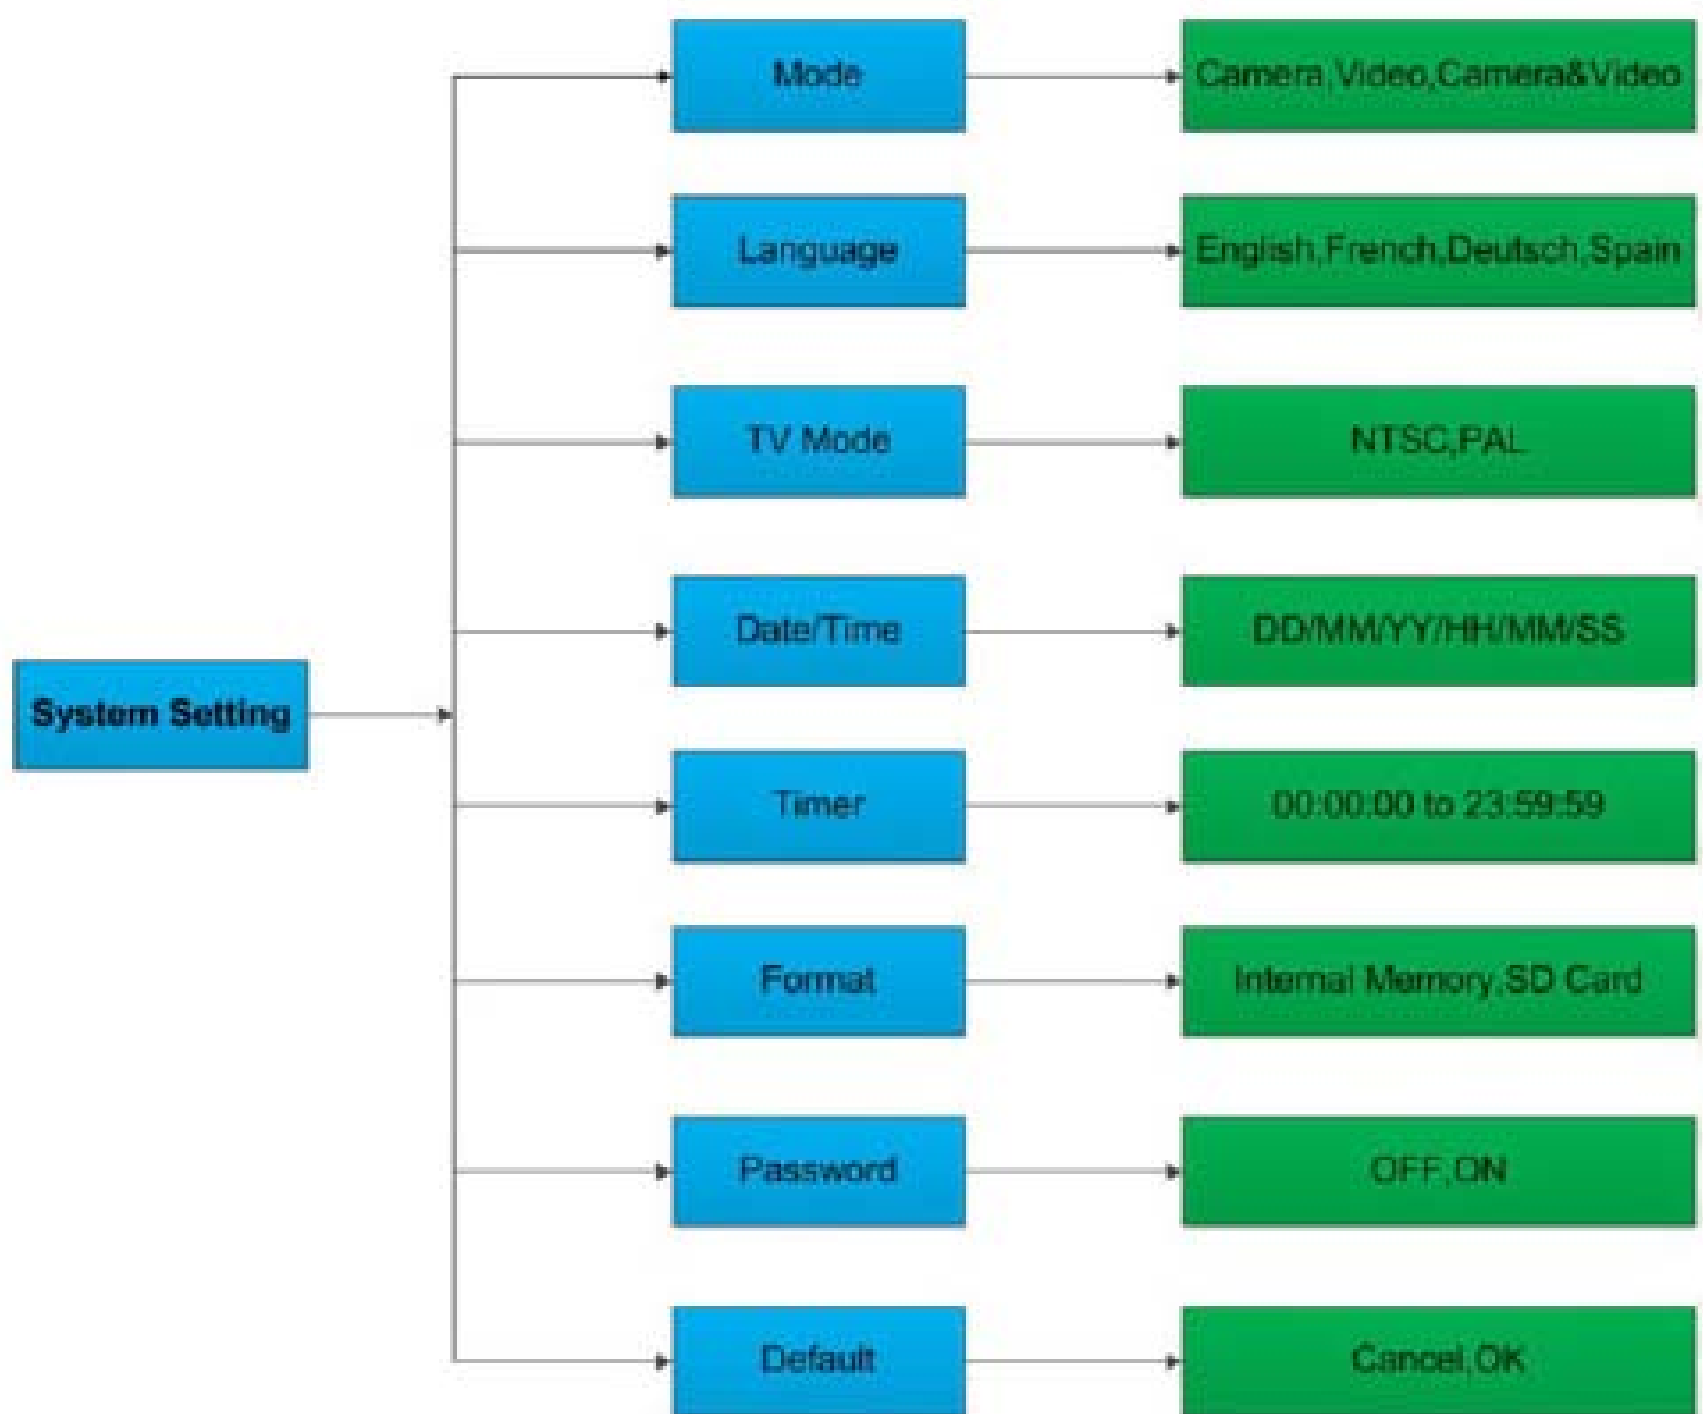 Mode
Camera,Video,Camera&Video
Language
English,French,Deutsch,Spain
TV Mode
NTSC,PAL
Date/Time
DD/MM/YY/HH/MM/SS
System Setting
Timer
00:00:00 to 23:59:59
Format
Internal Memory,SD Card
Password
OFF,ON
Default
Cancel,OK